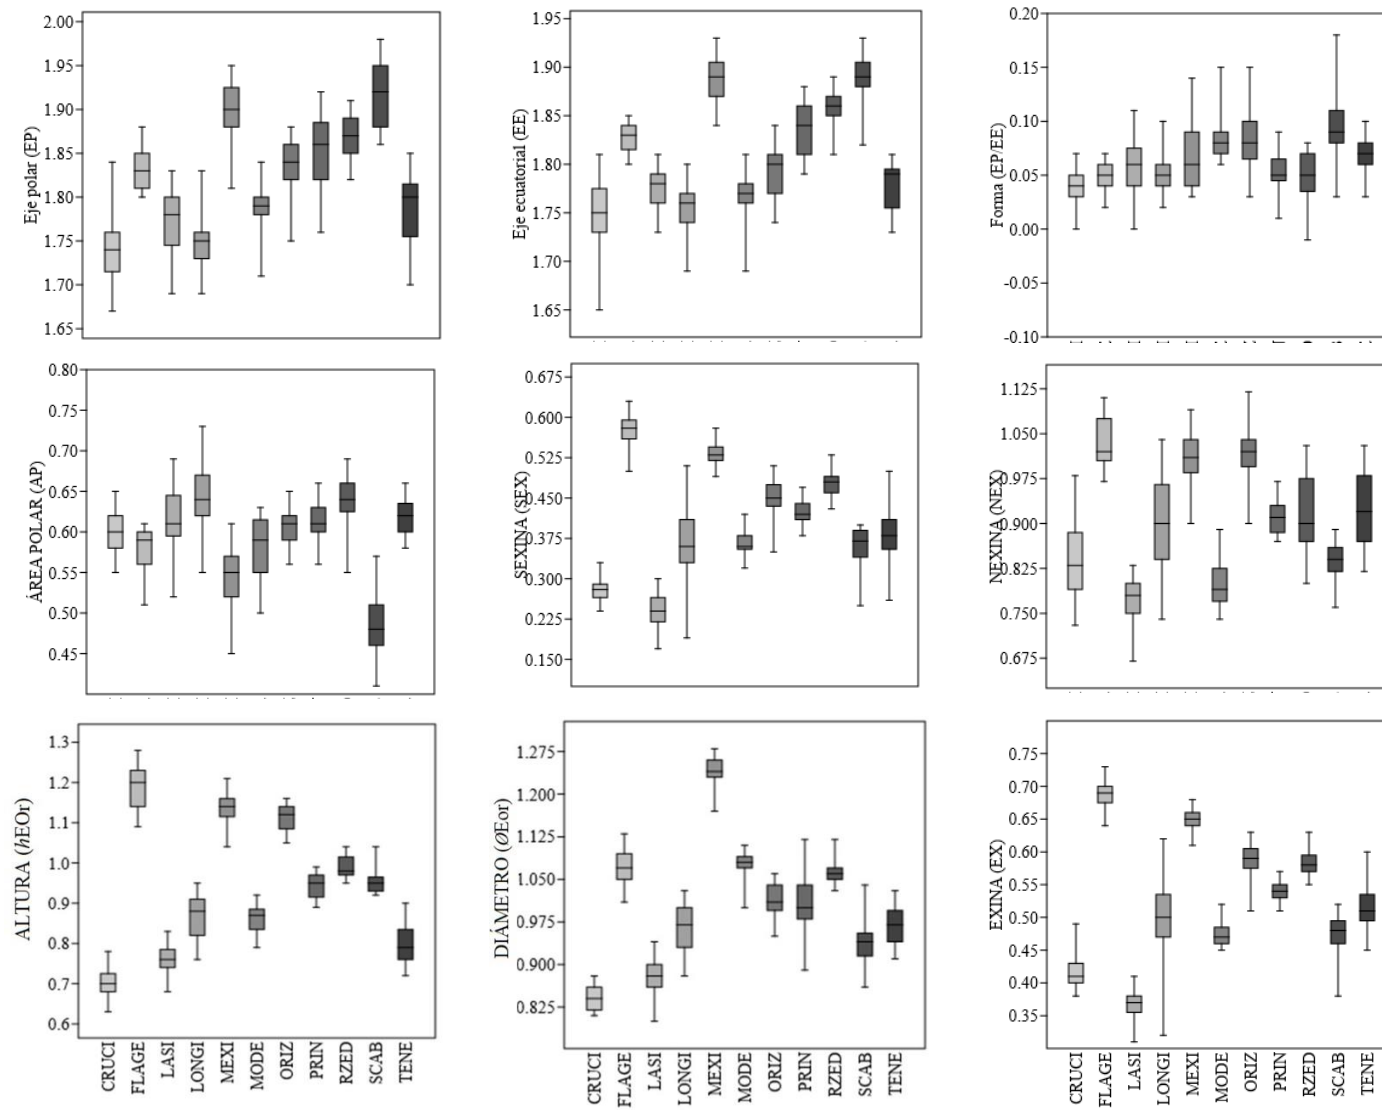 Eje polar (EP)
2.00
1.95
1.90
1.85
1.80
1.75
1.70
1.65
Eje ecuatorial (EE)
1.95
1.90
1.85
1.80
1.75
1.70
1.65
Forma (EP/EE)
0.20
0.15
0.10
0.05
0.00
-0.05
-0.10
ÁREA POLAR (AP)
0.80
0.75
0.70
0.65
0.60
0.55
0.50
0.45
SEXINA (SEX)
0.675
0.600
0.525
0.450
0.375
0.300
0.225
0.150
NEXINA (NEX)
1.125
1.050
0.975
0.900
0.825
0.750
0.675
ALTURA (hEOr)
1.3
1.2
1.1
1.0
0.9
0.8
0.7
0.6
CRUCI
FLAGE
LASI
LONGI
MEXI
MODE
ORIZ
PRIN
RZED
SCAB
TENE
DIÁMETRO (ØEor)
1.275
1.200
1.125
1.050
0.975
0.900
0.825
CRUCI
FLAGE
LASI
LONGI
MEXI
MODE
ORIZ
PRIN
RZED
SCAB
TENE
EXINA (EX)
0.75
0.70
0.65
0.60
0.55
0.50
0.45
0.40
0.35
CRUCI
FLAGE
LASI
LONGI
MEXI
MODE
ORIZ
PRIN
RZED
SCAB
TENE